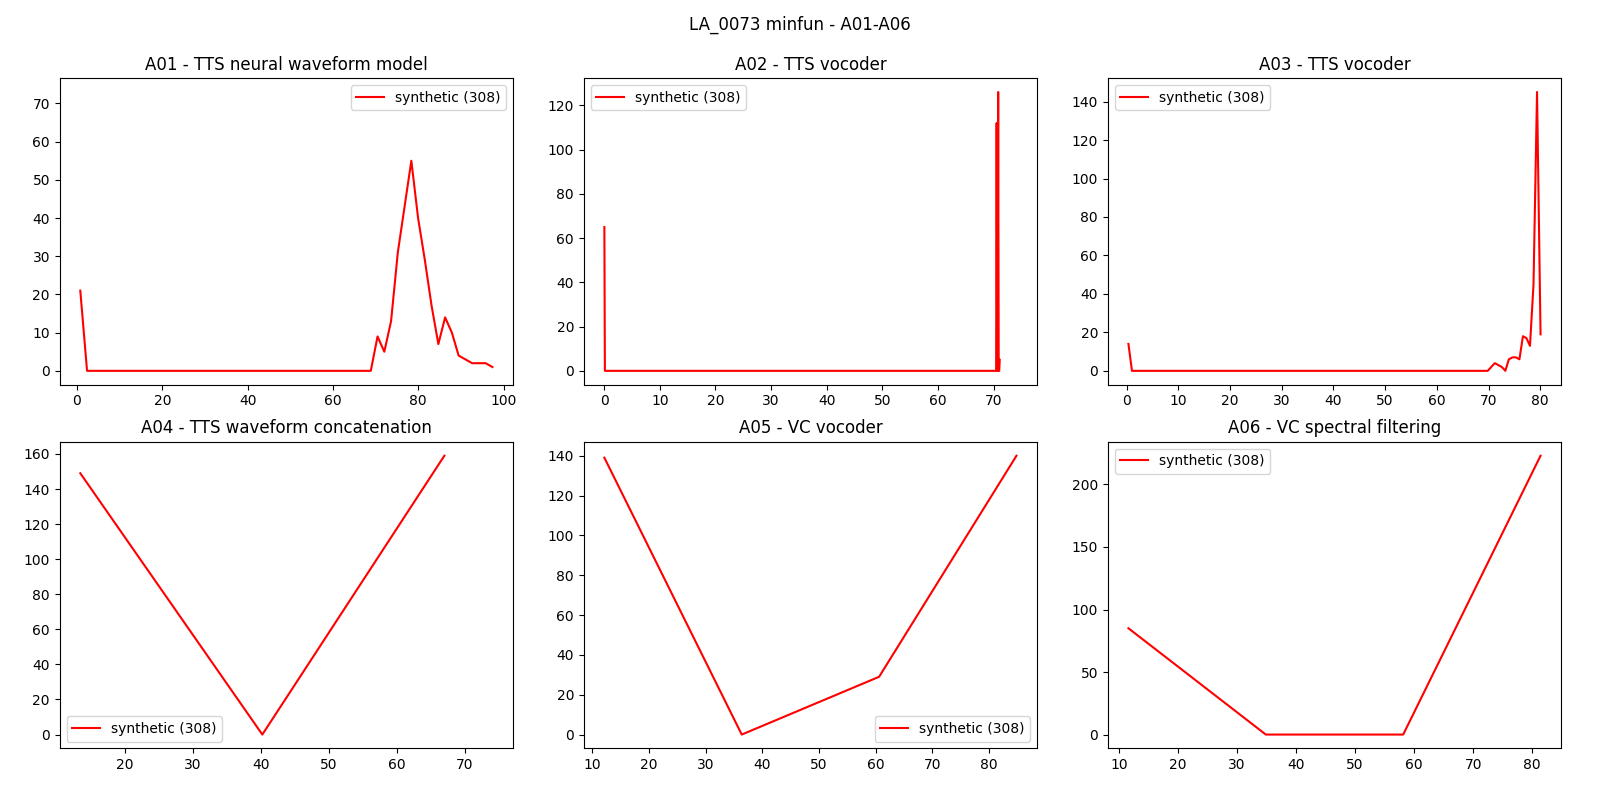 LA_0073 minfun - A01-A06
A01 - TTS neural waveform model
synthetic (308)
70
60
50
40
30
20
10
0
0 20 40 60 80 100
A02 - TTS vocoder
synthetic (308)
120
100
80
60
40
20
0
0 10 20 30 40 50 60 70
A03 - TTS vocoder
synthetic (308)
140
120
100
80
60
40
20
0
0 10 20 30 40 50 60 70 80
A04 - TTS waveform concatenation
160
140
120
100
80
60
40
20
0
synthetic (308)
20 30 40 50 60 70
A05 - VC vocoder
140
120
100
80
60
40
20
0
synthetic (308)
10 20 30 40 50 60 70 80
A06 - VC spectral filtering
synthetic (308)
200
150
100
50
0
10 20 30 40 50 60 70 80